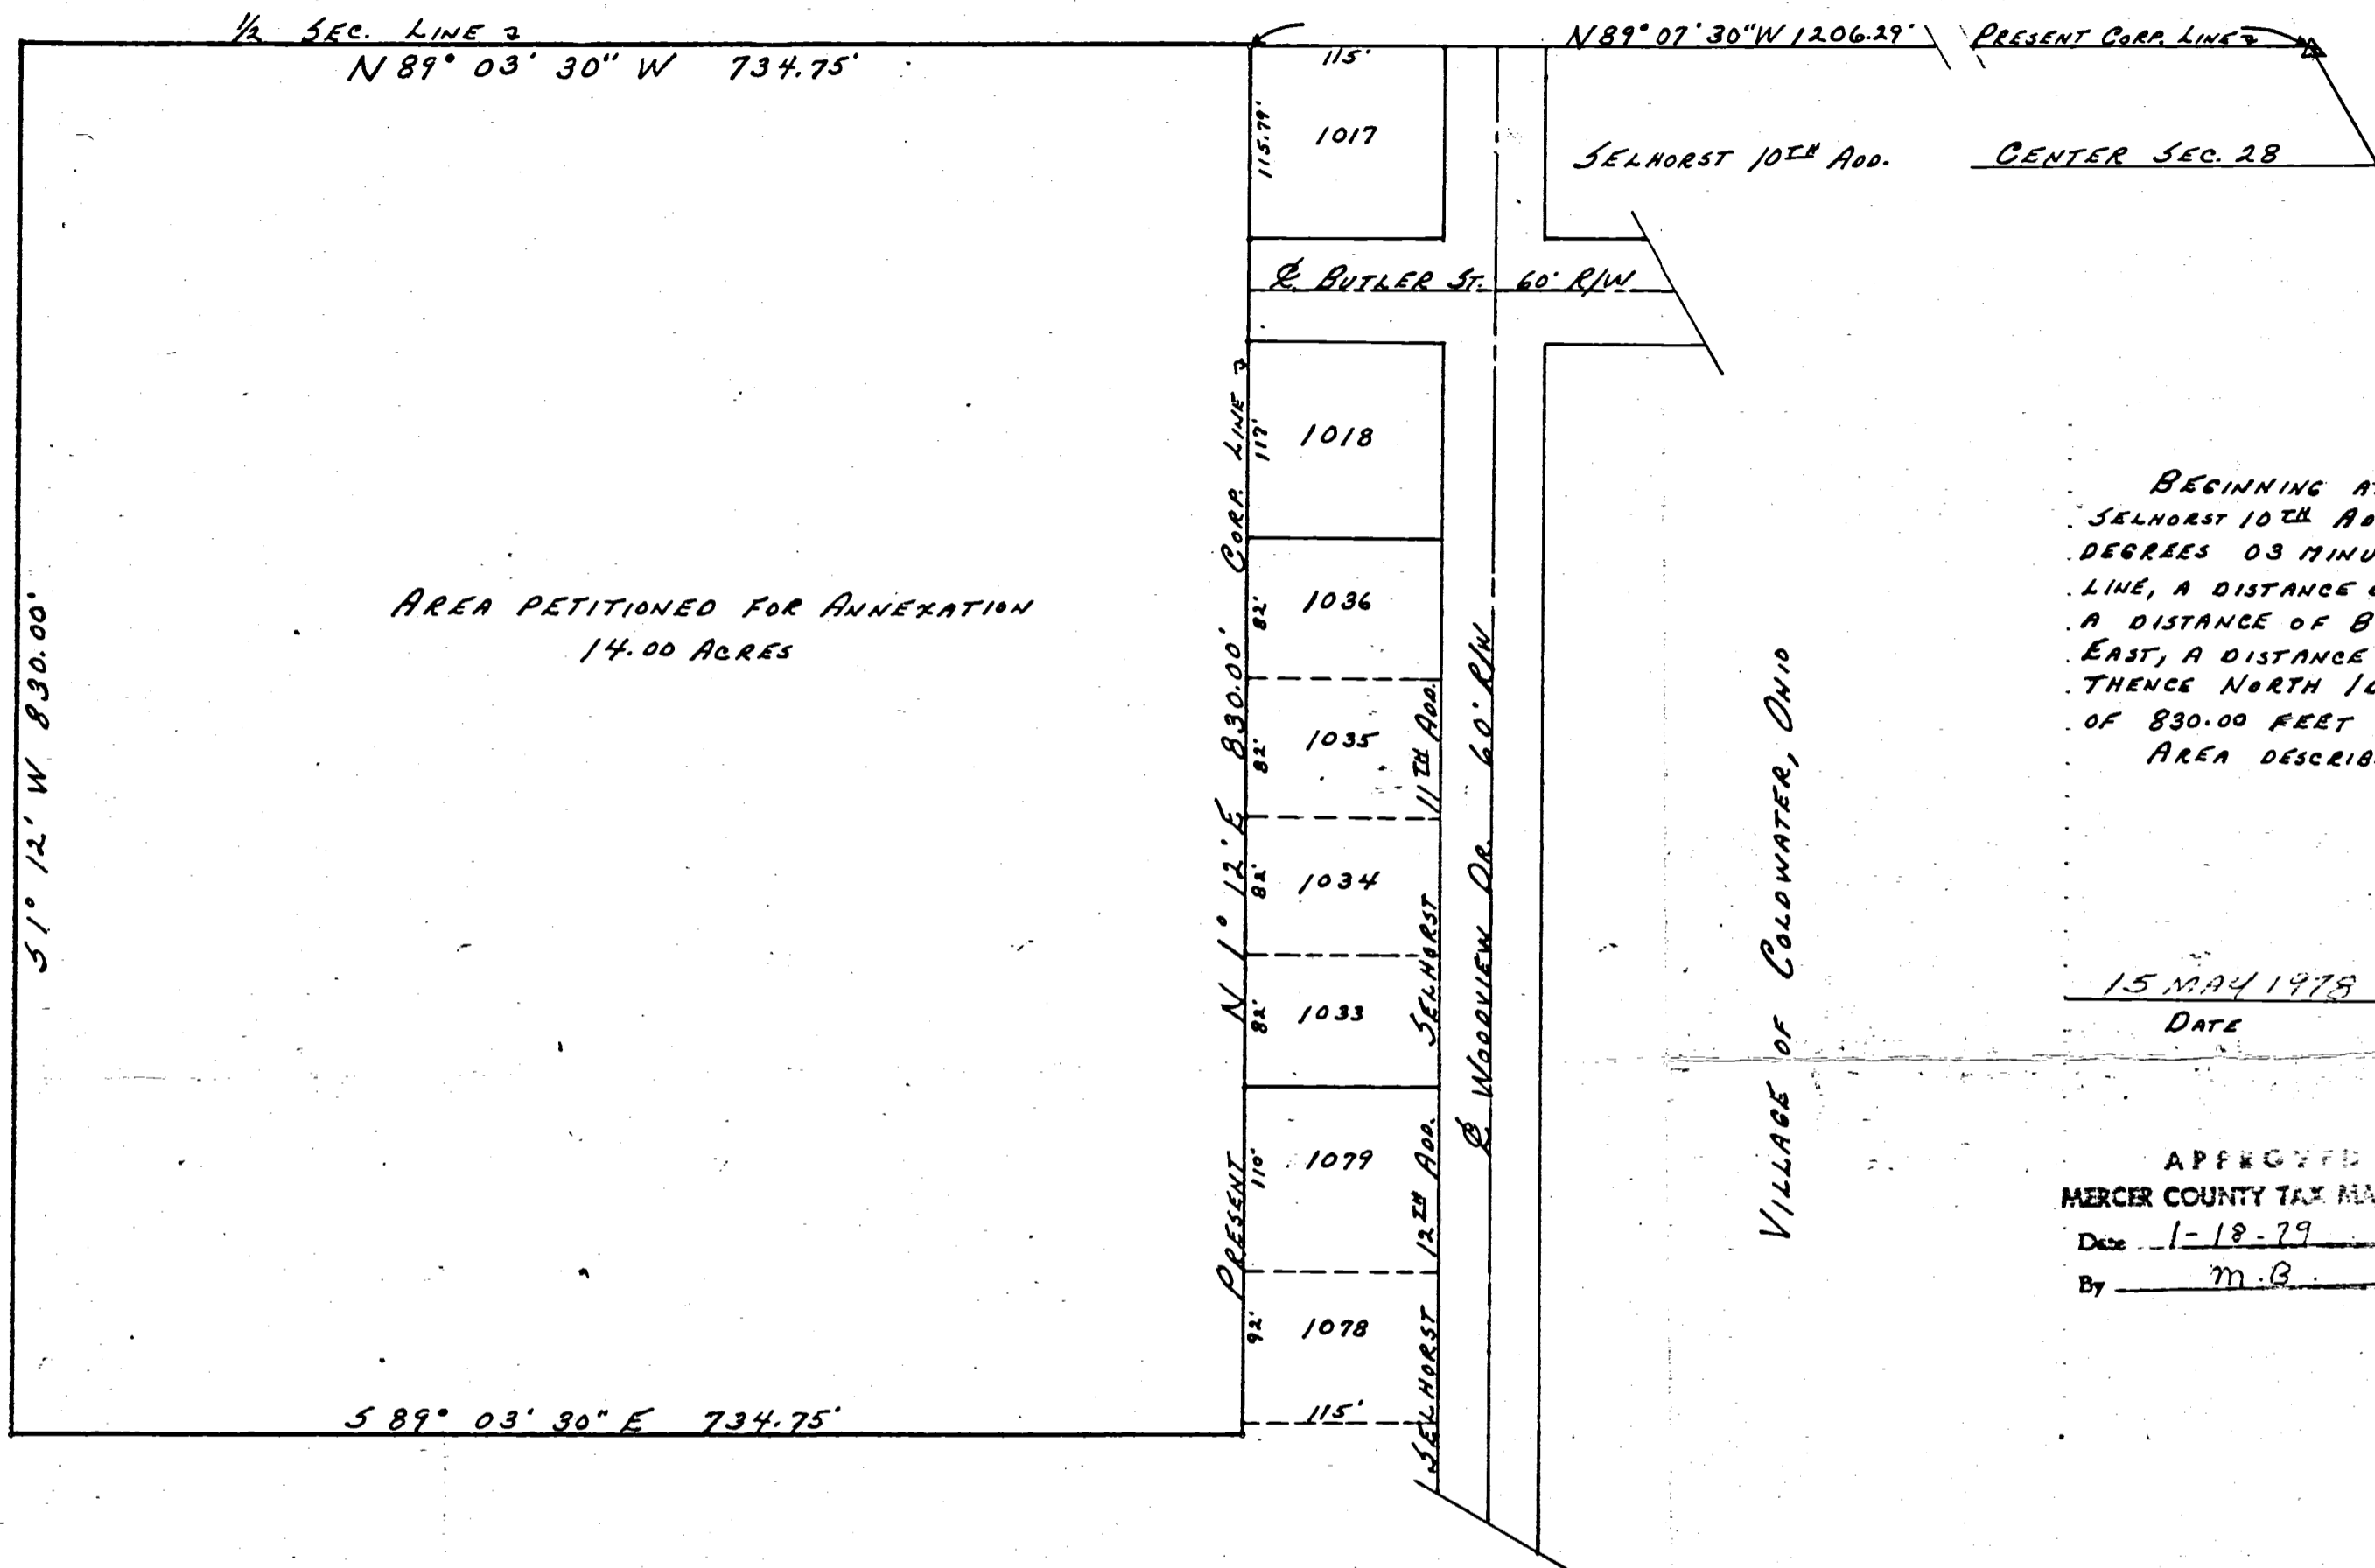 1/2 SEC. LINE
N 89° 03' 30" W 734.75'
N 89° 07' 30" W 1206.29'
PRESENT CORP. LINE
115'
115.79'
1017
SELHORST 10TH ADD.
CENTER SEC. 28
℄ BUTLER ST. 60' R/W
117'
1018
82'
1036
82'
1035
82'
1034
82'
1033
110'
1079
92'
1078
115'
PRESENT CORP. LINE
N 1° 12' E 830.00'
S 1° 12' W 830.00'
AREA PETITIONED FOR ANNEXATION
14.00 ACRES
S 89° 03' 30" E 734.75'
SELHORST 11TH ADD.
SELHORST 12TH ADD.
℄ WOODVIEW DR. 60' R/W
VILLAGE OF COLDWATER, OHIO
BEGINNING
SELHORST 10TH
DEGREES 03
LINE, A DISTANCE
A DISTANCE OF
EAST, A DISTANCE
THENCE NORTH
OF 830.00 FEET
AREA
15 MAY 1978
DATE
APPROVED
MERCER COUNTY TAX
Date 1-18-79
By M.B.